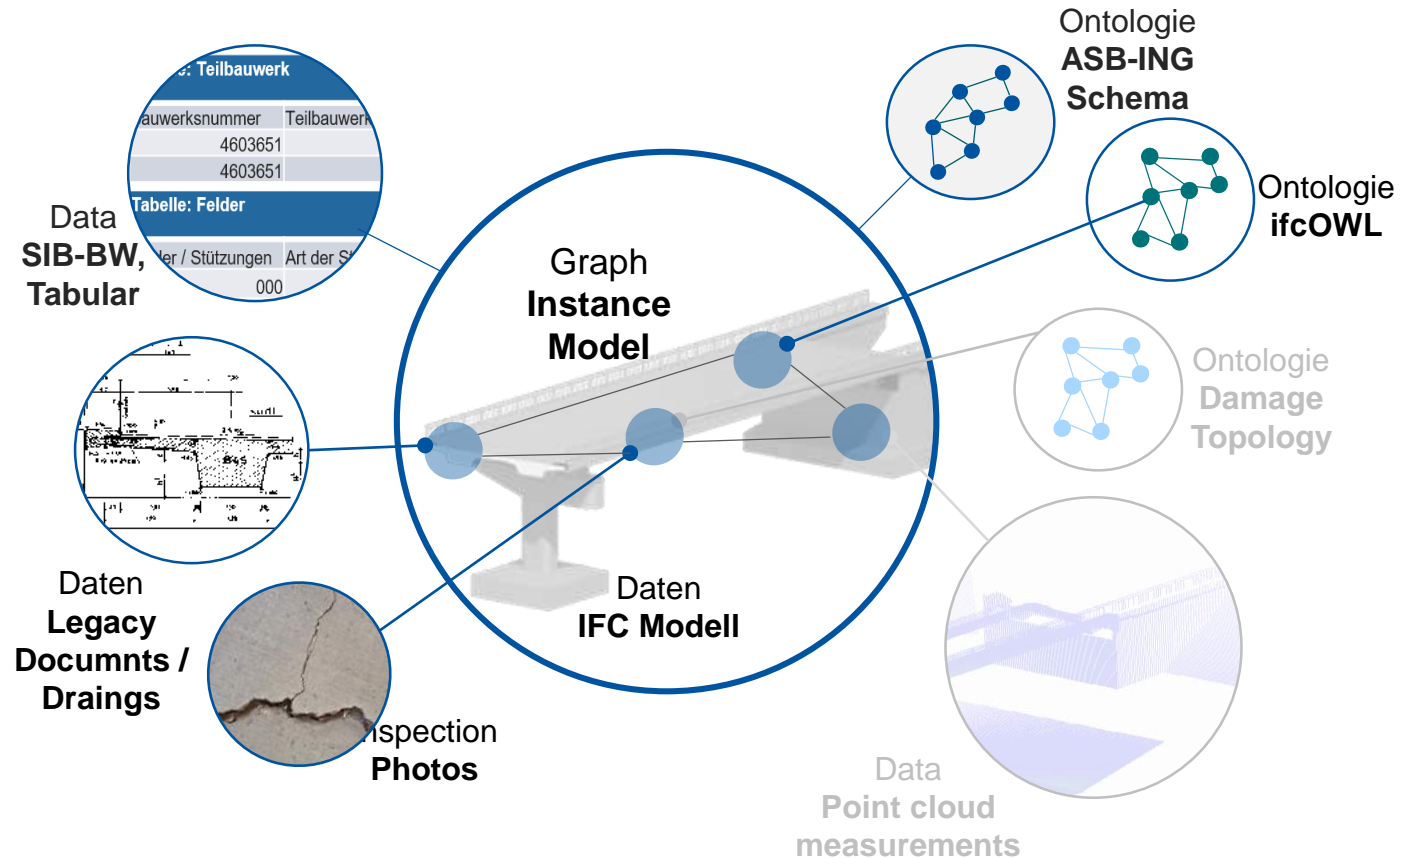 Ontologie
ASB-ING
Schema
e: Teilbauwerk
auwerksnummer Teilbauwerk
4603651
4603651
Tabelle: Felder
er / Stützungen Art der St
000
Data
SIB-BW,
Tabular
Ontologie
ifcOWL
Graph
Instance
Model
Ontologie
Damage
Topology
Daten
Legacy
Documnts /
Draings
Daten
IFC Modell
nspection
Photos
Data
Point cloud
measurements